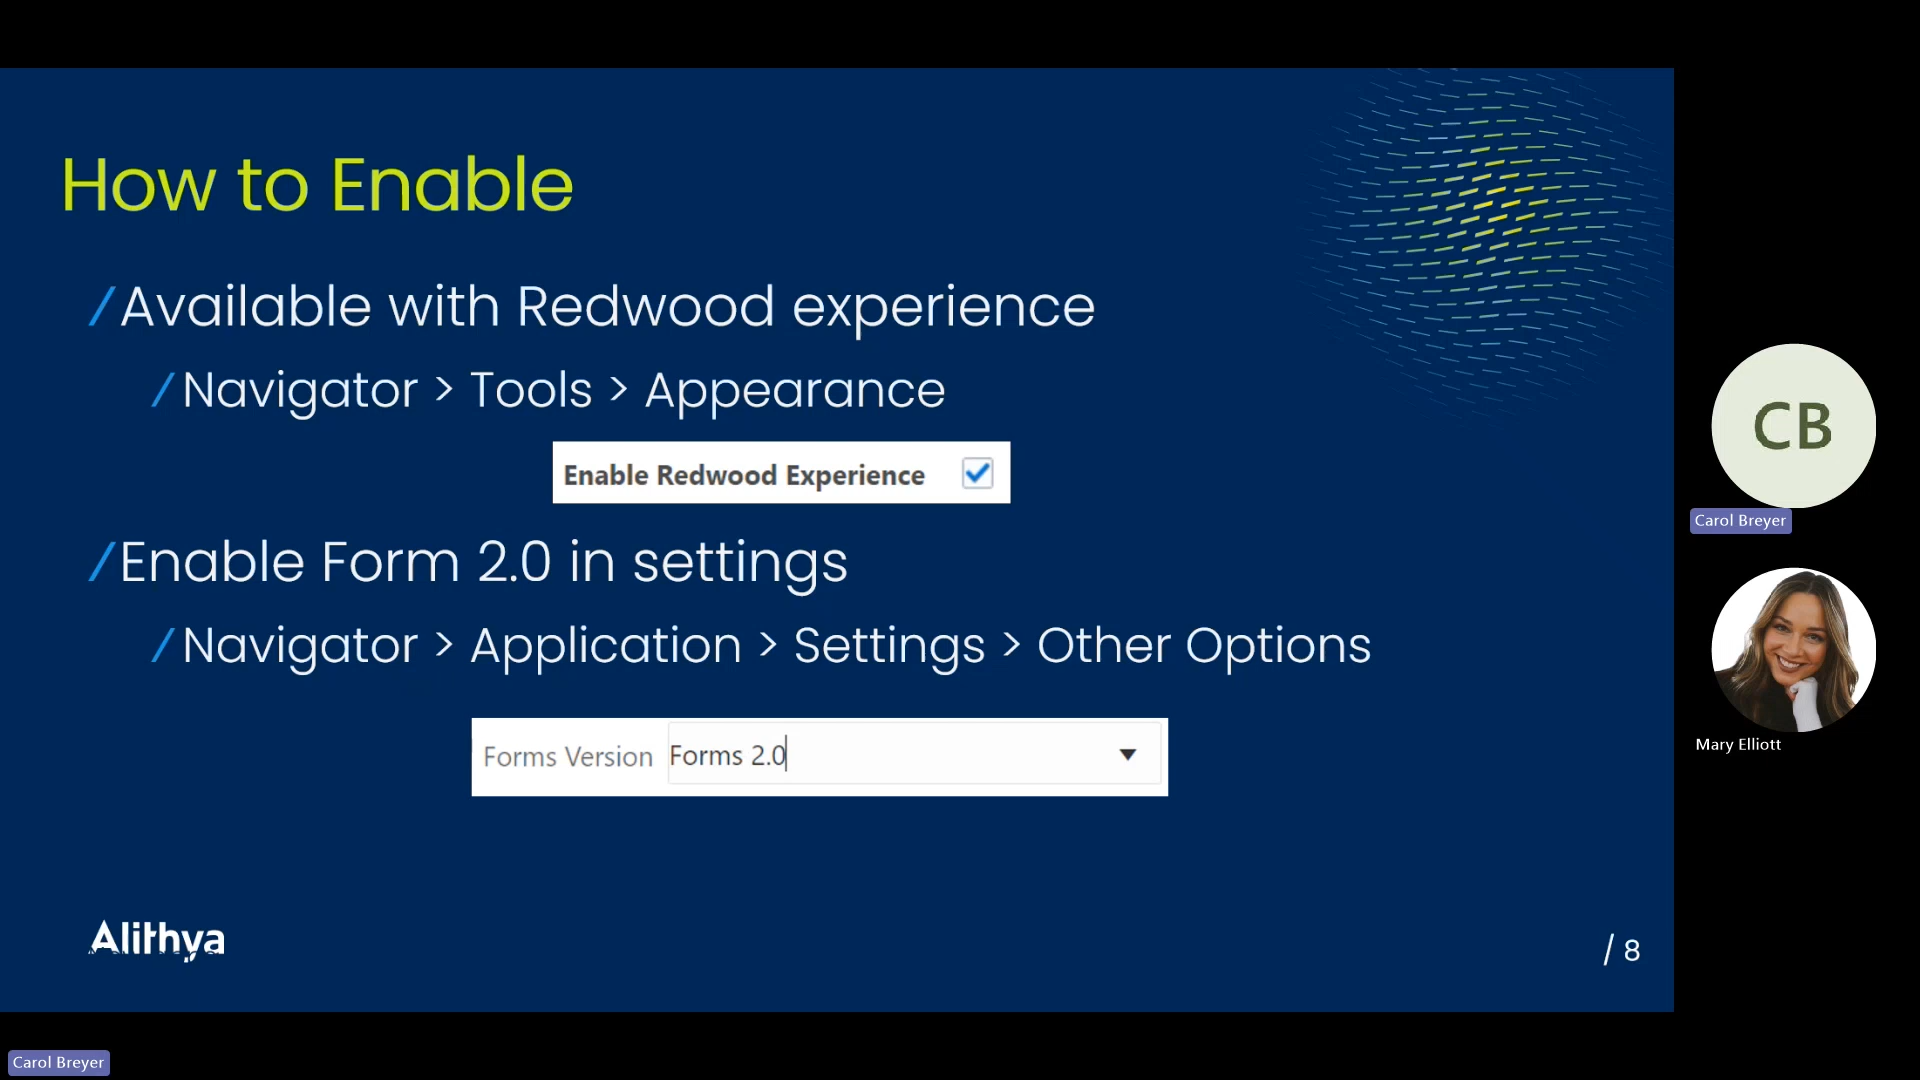 How to Enable
/Available with Redwood experience
/Navigator > Tools > Appearance
Enable Redwood Experience
/Enable Form 2.0 in settings
/Navigator > Application > Settings > Other Options
Forms Version Forms 2.0
Alithya
/ 8
CB
Carol Breyer
Mary Elliott
Carol Breyer